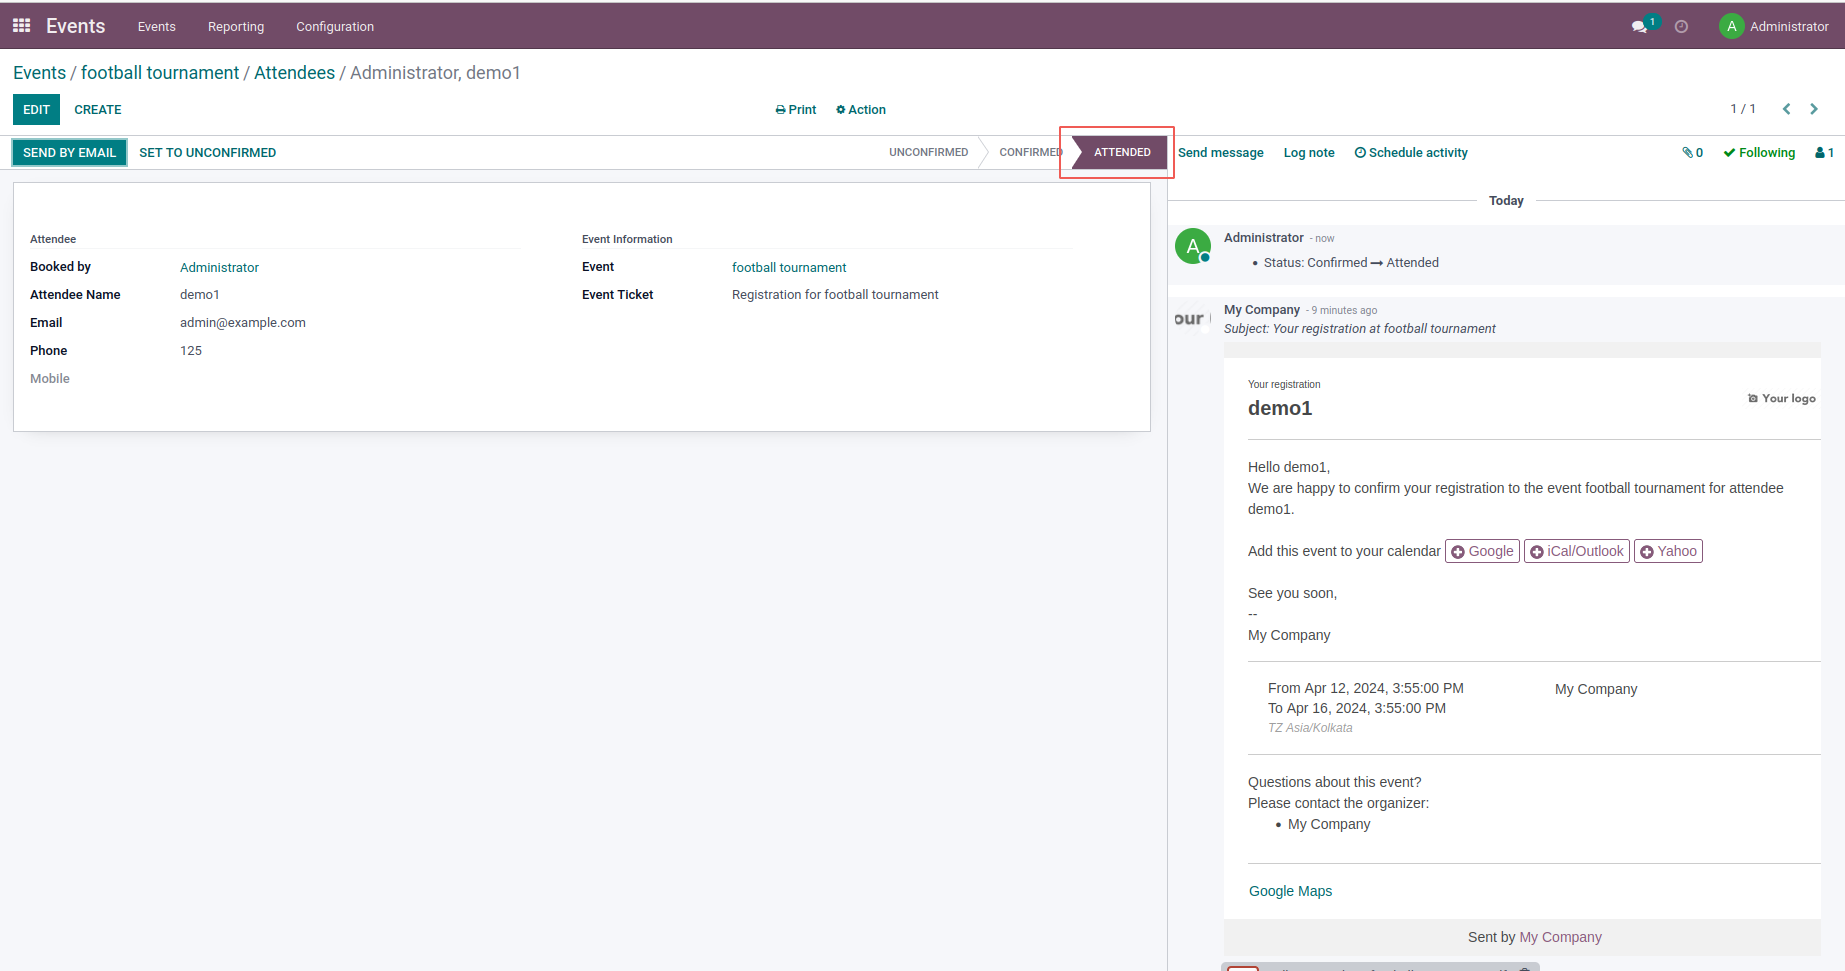 Events Events Reporting Configuration 1 A Administrator
Events / football tournament / Attendees / Administrator, demo1
EDIT CREATE Print Action 1 / 1
SEND BY EMAIL SET TO UNCONFIRMED UNCONFIRMED CONFIRMED ATTENDED Send message Log note Schedule activity 0 Following 1
Attendee
Booked by Administrator
Attendee Name demo1
Email admin@example.com
Phone 125
Mobile
Event Information
Event football tournament
Event Ticket Registration for football tournament
Today
A Administrator - now
• Status: Confirmed → Attended
our My Company - 9 minutes ago
Subject: Your registration at football tournament
Your registration
demo1
Your logo
Hello demo1,
We are happy to confirm your registration to the event football tournament for attendee
demo1.
Add this event to your calendar Google iCal/Outlook Yahoo
See you soon,
--
My Company
From Apr 12, 2024, 3:55:00 PM My Company
To Apr 16, 2024, 3:55:00 PM
TZ Asia/Kolkata
Questions about this event?
Please contact the organizer:
• My Company
Google Maps
Sent by My Company